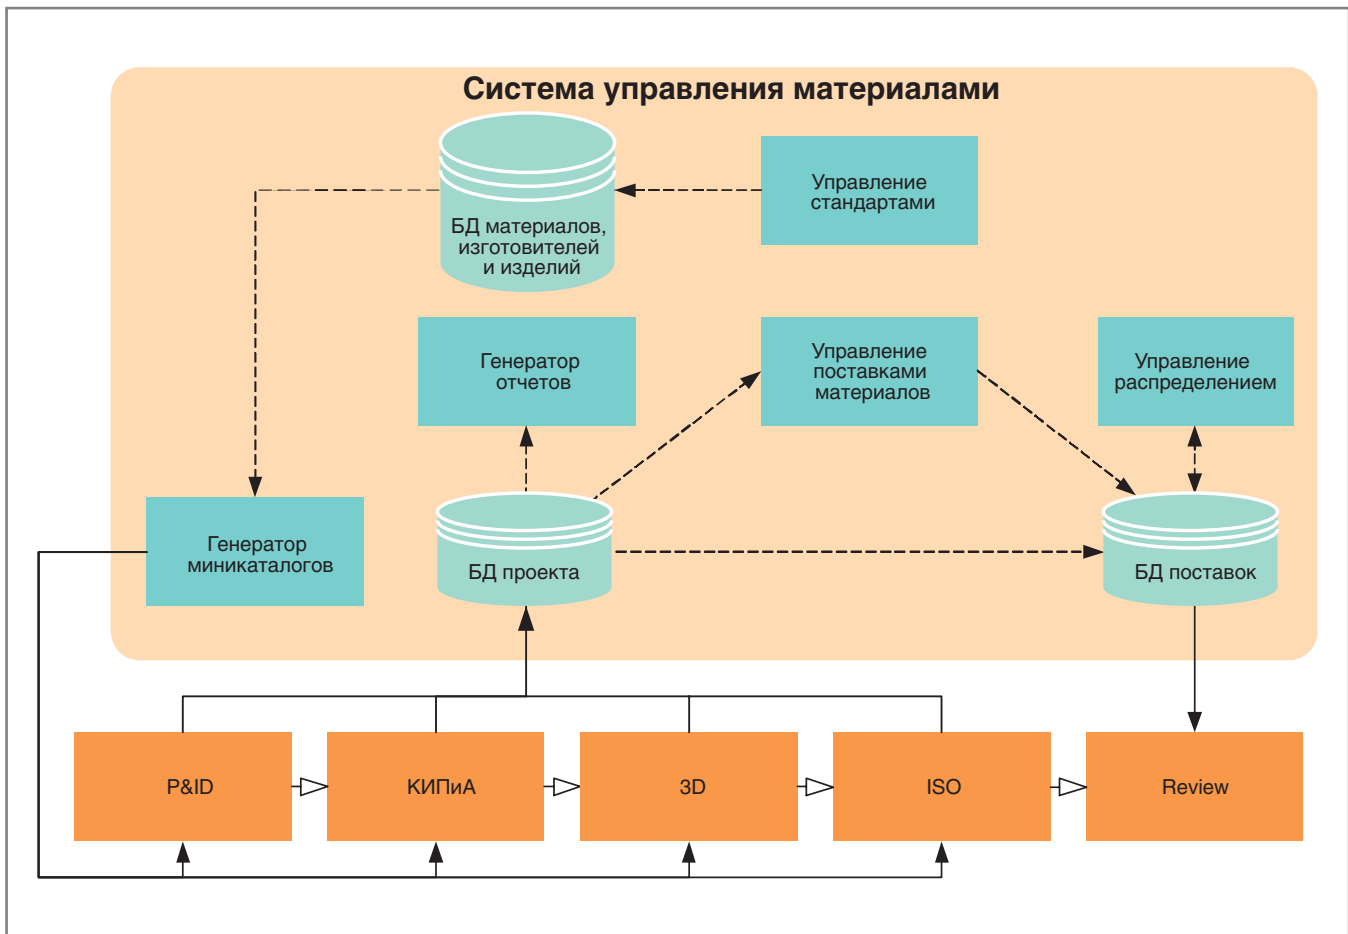 Система управления материалами
БД материалов,
изготовителей
и изделий
Управление
стандартами
Генератор
отчетов
Управление
поставками
материалов
Управление
распределением
Генератор
миникаталогов
БД проекта
БД поставок
P&ID
КИПиА
3D
ISO
Review